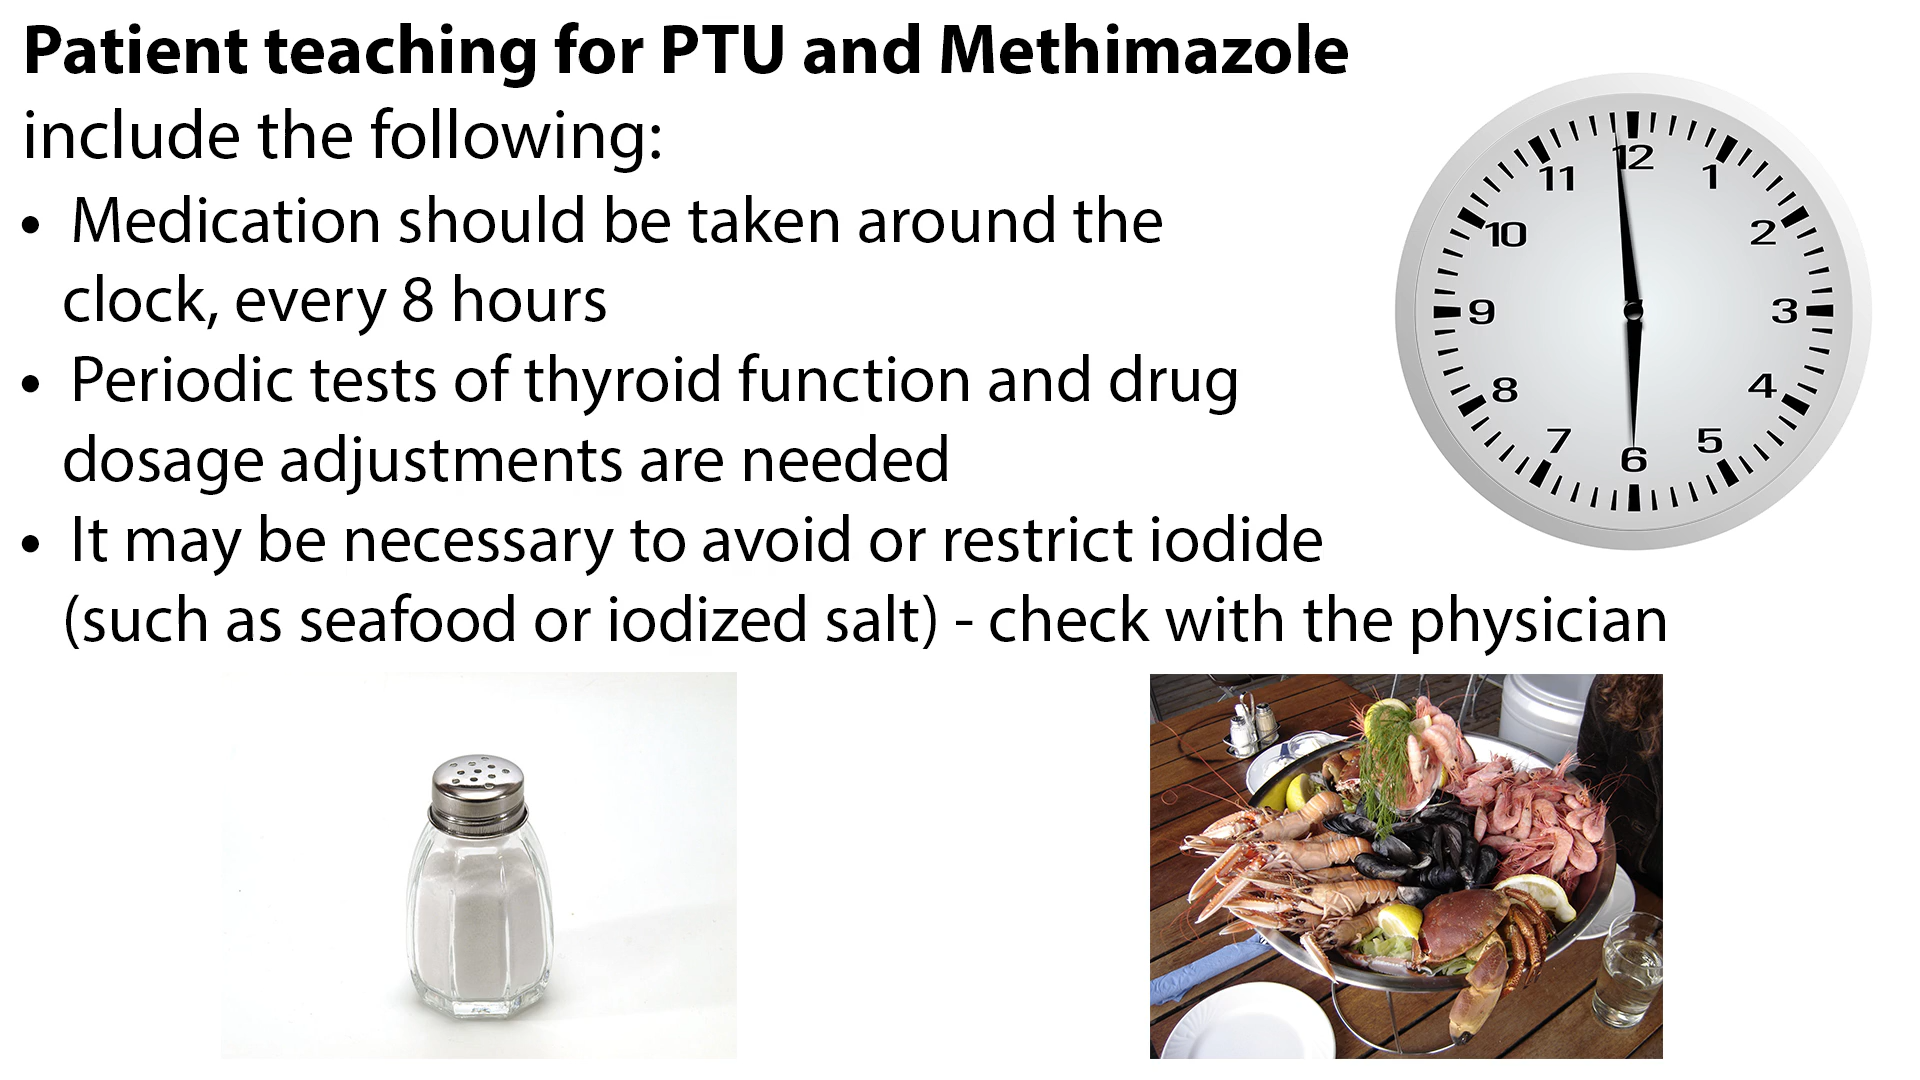 Patient teaching for PTU and Methimazole
include the following:
• Medication should be taken around the
clock, every 8 hours
• Periodic tests of thyroid function and drug
dosage adjustments are needed
• It may be necessary to avoid or restrict iodide
(such as seafood or iodized salt) - check with the physician
12
1
2
3
4
5
6
7
8
9
10
11